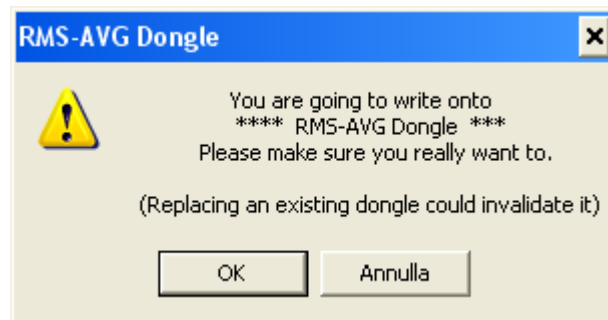 RMS-AVG Dongle
You are going to write onto
**** RMS-AVG Dongle ***
Please make sure you really want to.
(Replacing an existing dongle could invalidate it)
OK
Annulla